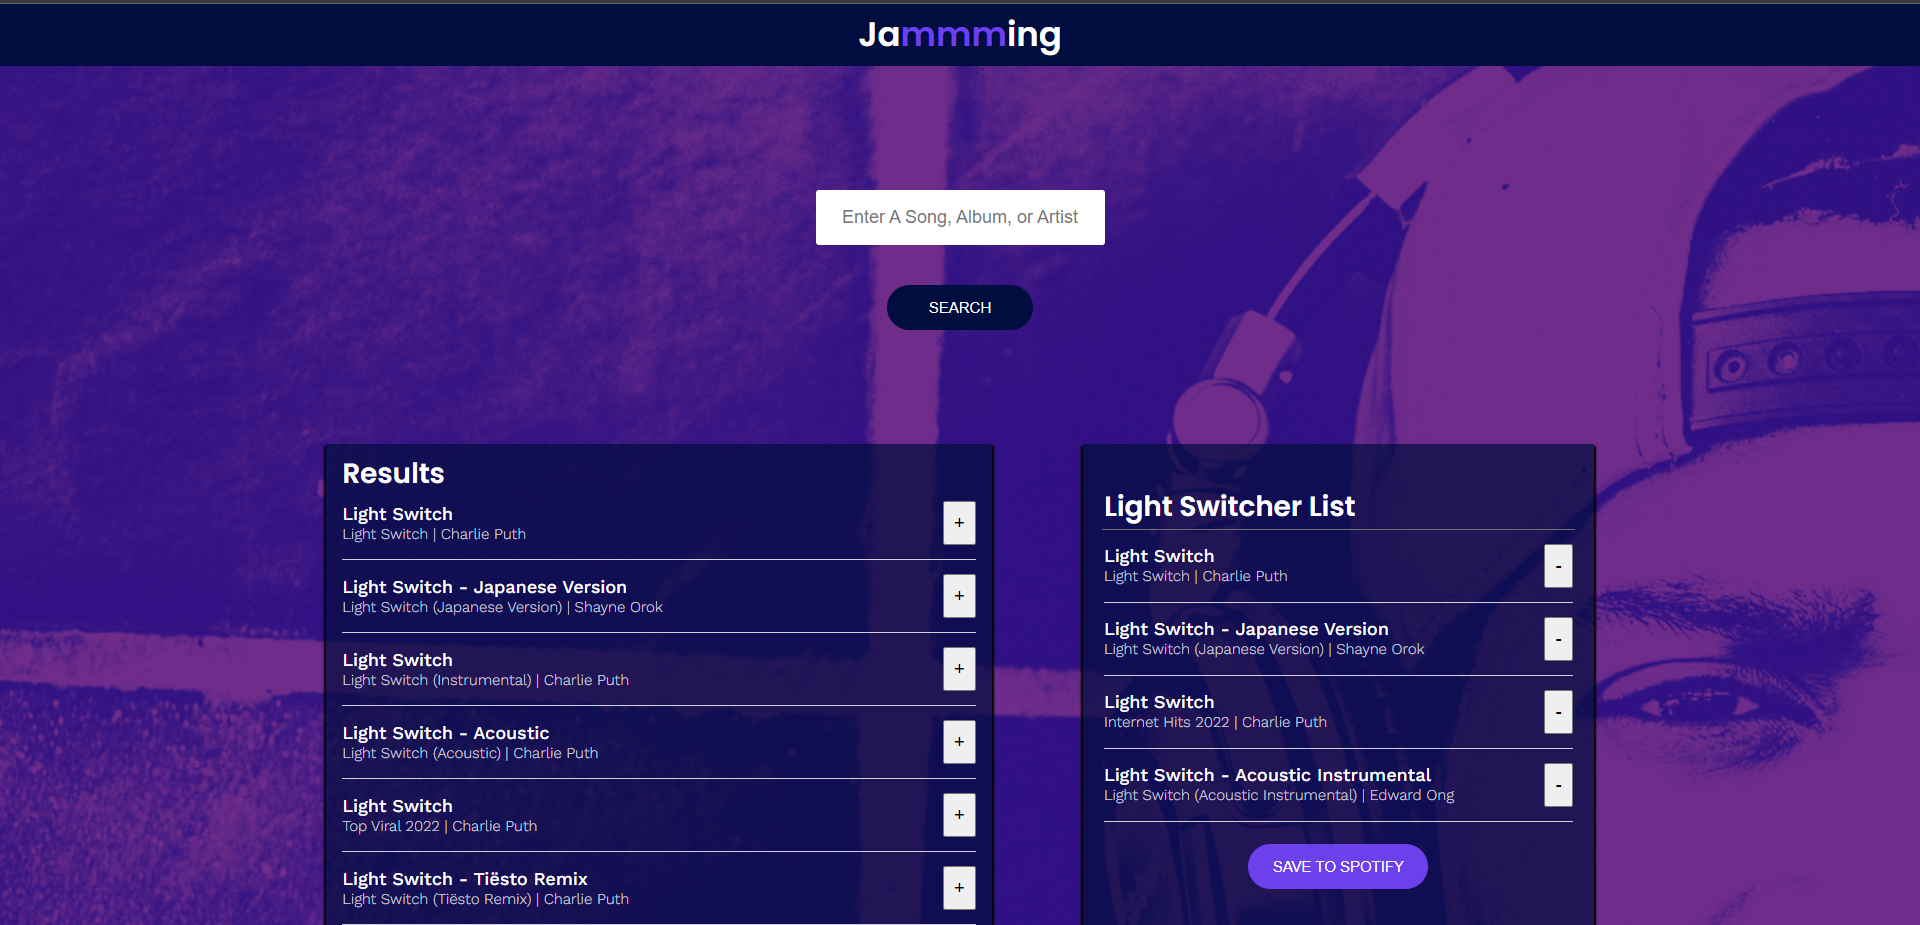 Jammming
Enter A Song, Album, or Artist
SEARCH
Results
Light Switch
Light Switch | Charlie Puth
+
Light Switch - Japanese Version
Light Switch (Japanese Version) | Shayne Orok
+
Light Switch
Light Switch (Instrumental) | Charlie Puth
+
Light Switch - Acoustic
Light Switch (Acoustic) | Charlie Puth
+
Light Switch
Top Viral 2022 | Charlie Puth
+
Light Switch - Tiësto Remix
Light Switch (Tiësto Remix) | Charlie Puth
+
Light Switcher List
Light Switch
Light Switch | Charlie Puth
-
Light Switch - Japanese Version
Light Switch (Japanese Version) | Shayne Orok
-
Light Switch
Internet Hits 2022 | Charlie Puth
-
Light Switch - Acoustic Instrumental
Light Switch (Acoustic Instrumental) | Edward Ong
-
SAVE TO SPOTIFY